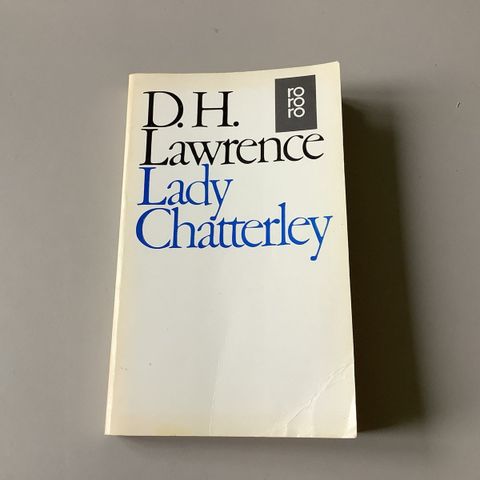 D. H.
Lawrence
Lady
Chatterley
ro
ro
ro